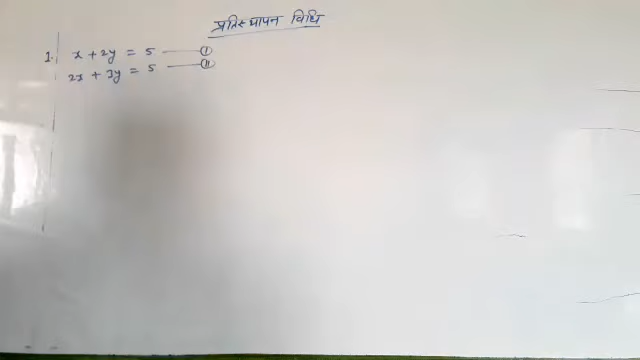 प्रतिस्थापन विधि
1. x + 2y = 5 —— I
2x + 3y = 5 —— II